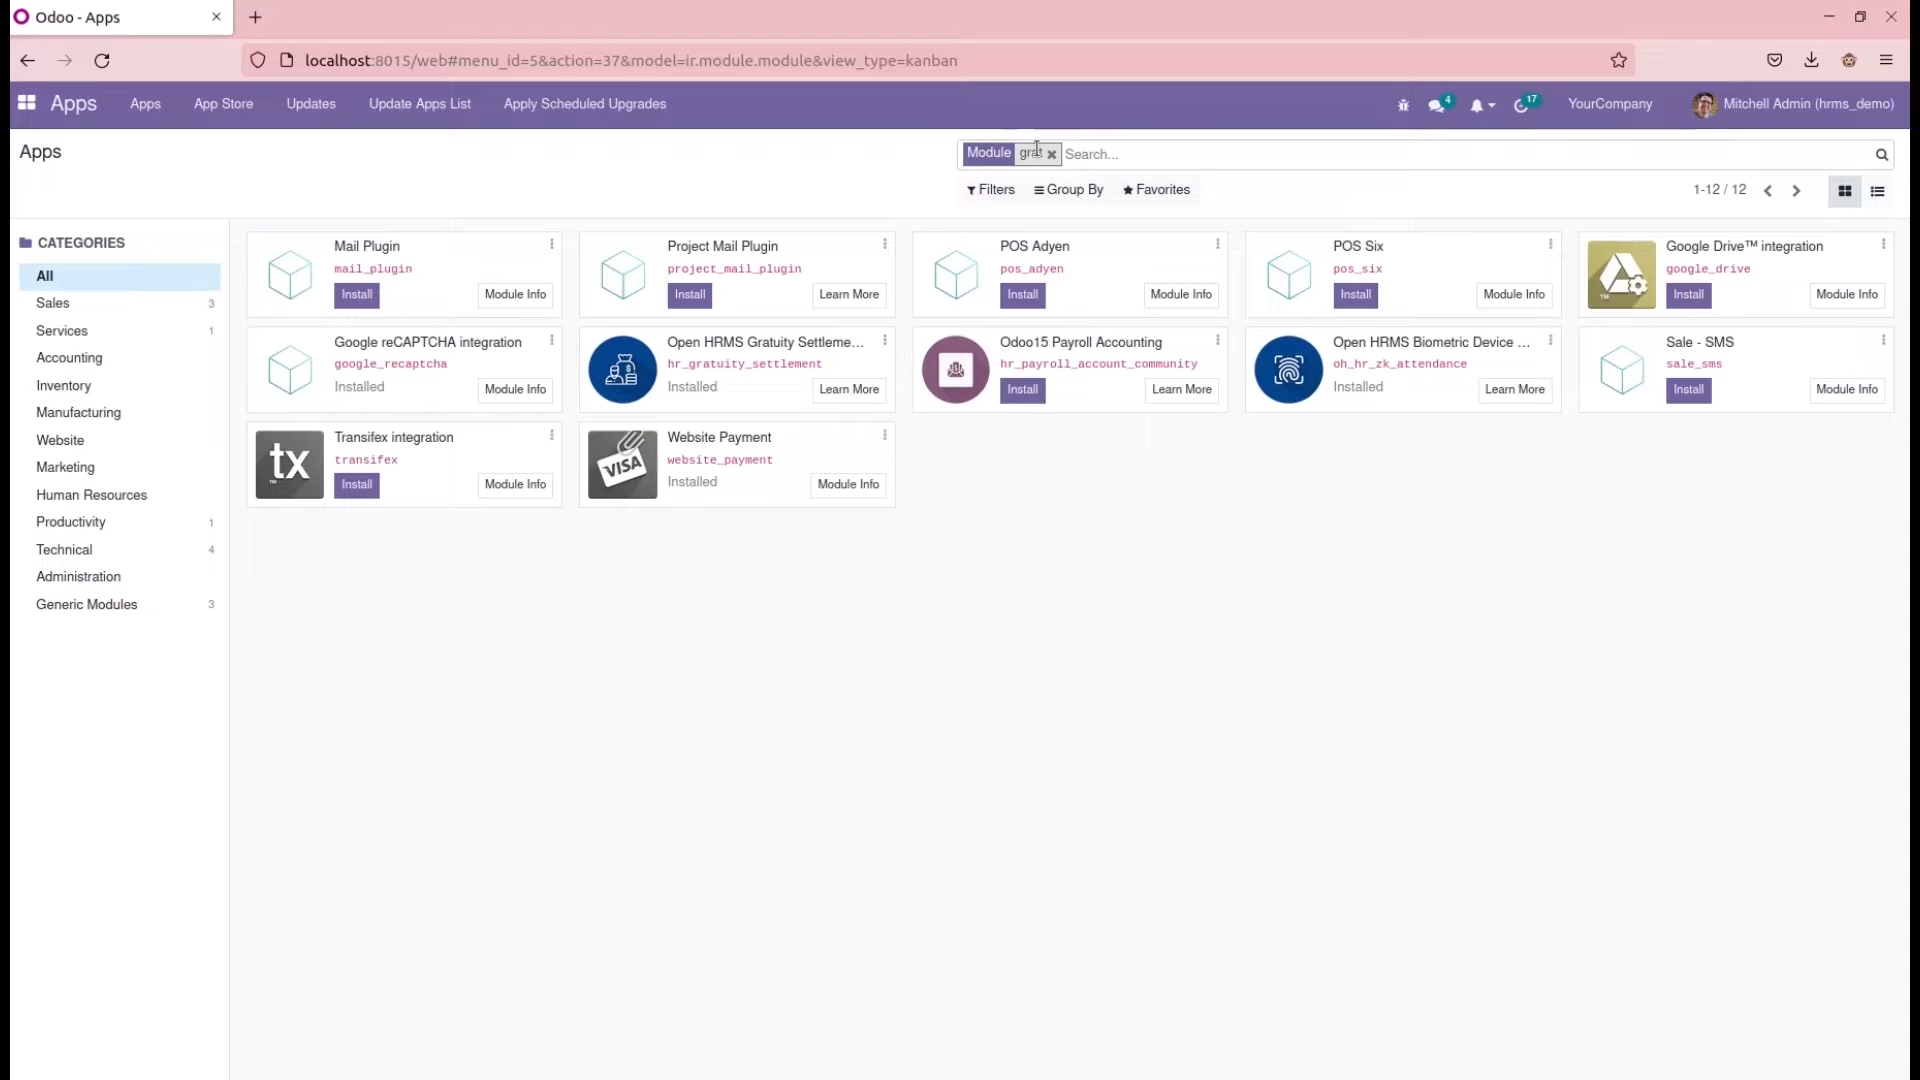 Odoo - Apps
localhost:8015/web#menu_id=5&action=37&model=ir.module.module&view_type=kanban
Apps Apps App Store Updates Update Apps List Apply Scheduled Upgrades 4 17 YourCompany Mitchell Admin (hrms_demo)
Apps
Module Search...
Filters Group By Favorites 1-12 / 12
CATEGORIES
All
Sales 3
Services 1
Accounting
Inventory
Manufacturing
Website
Marketing
Human Resources
Productivity 1
Technical 4
Administration
Generic Modules 3
Mail Plugin
mail_plugin
Install Module Info
Project Mail Plugin
project_mail_plugin
Install Learn More
POS Adyen
pos_adyen
Install Module Info
POS Six
pos_six
Install Module Info
Google Drive™ integration
google_drive
Install Module Info
TM
Google reCAPTCHA integration
google_recaptcha
Installed Module Info
Open HRMS Gratuity Settleme...
hr_gratuity_settlement
Installed Learn More
Odoo15 Payroll Accounting
hr_payroll_account_community
Install Learn More
Open HRMS Biometric Device ...
oh_hr_zk_attendance
Installed Learn More
Sale - SMS
sale_sms
Install Module Info
tx
TM
Transifex integration
transifex
Install Module Info
VISA
Website Payment
website_payment
Installed Module Info